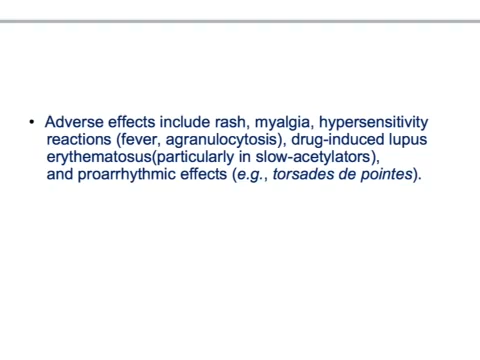 • Adverse effects include rash, myalgia, hypersensitivity
reactions (fever, agranulocytosis), drug-induced lupus
erythematosus(particularly in slow-acetylators),
and proarrhythmic effects (e.g., torsades de pointes).